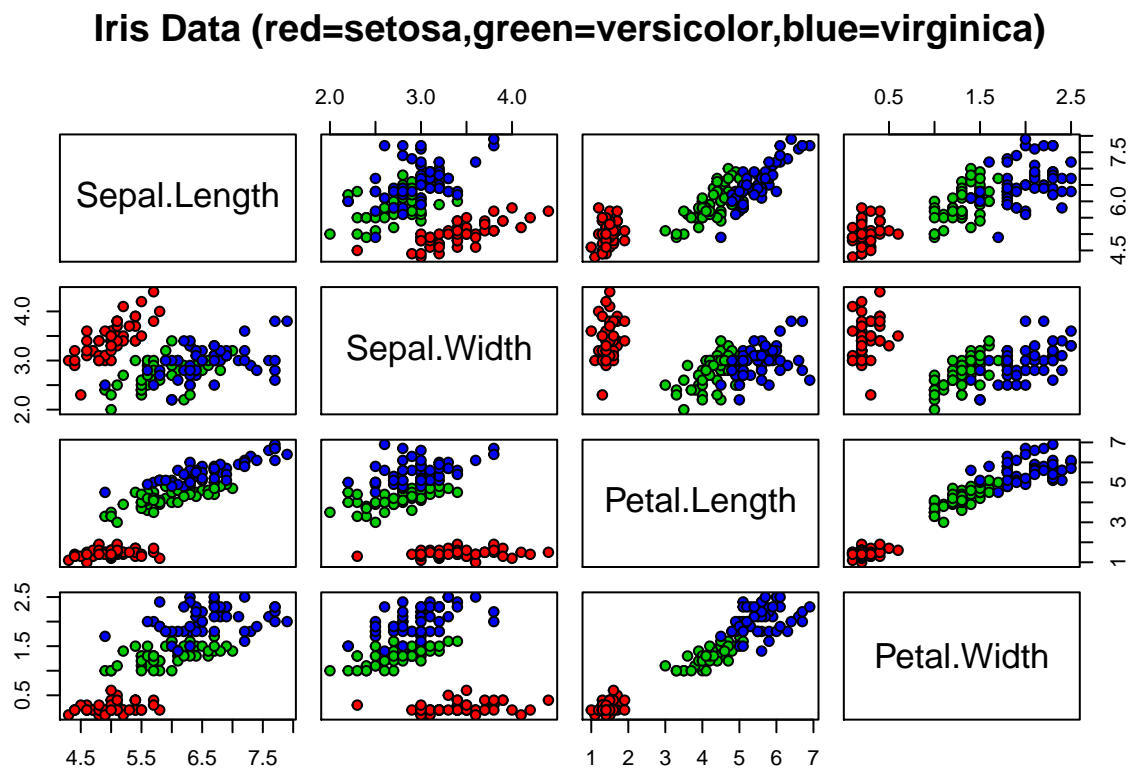 Iris Data (red=setosa,green=versicolor,blue=virginica)
2.0 3.0 4.0
0.5 1.5 2.5
Sepal.Length
4.5 6.0 7.5
2.0 3.0 4.0
Sepal.Width
Petal.Length
1 3 5 7
0.5 1.5 2.5
Petal.Width
4.5 5.5 6.5 7.5
1 2 3 4 5 6 7